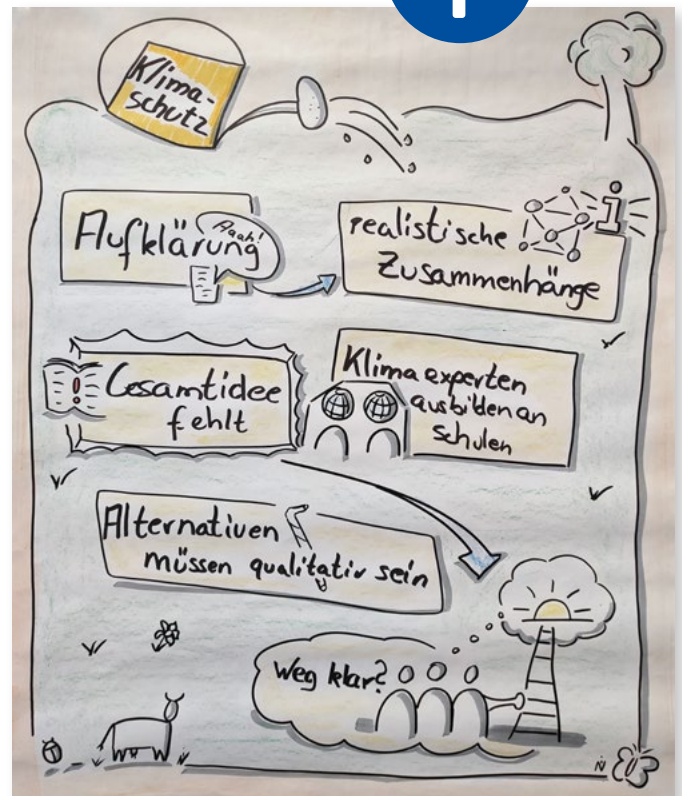 Klima-
schutz
Aufklärung
Aaah!
realistische
Zusammenhänge
i
!
Gesamtidee
fehlt
Klimaexperten
ausbilden an
Schulen
Alternativen
müssen qualitativ sein
Weg klar?